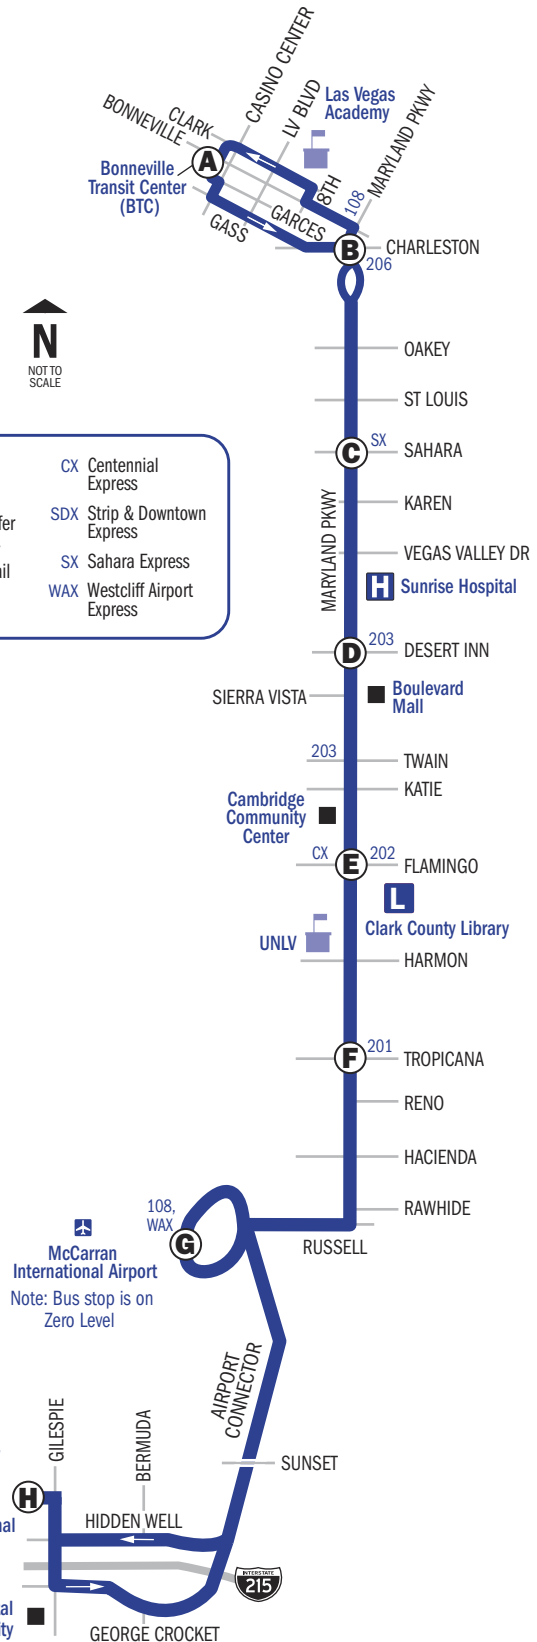 CASINO CENTER
LV BLVD
Las Vegas
Academy
MARYLAND PKWY
CLARK
BONNEVILLE
A
Bonneville
Transit Center
(BTC)
8TH
108
GARCES
GASS
B
CHARLESTON
206
N
NOT TO
SCALE
OAKEY
ST LOUIS
SX
C
SAHARA
CX Centennial
Express
SDX Strip & Downtown
Express
SX Sahara Express
WAX Westcliff Airport
Express
KAREN
MARYLAND PKWY
VEGAS VALLEY DR
H
Sunrise Hospital
203
D
DESERT INN
SIERRA VISTA
Boulevard
Mall
203
TWAIN
KATIE
Cambridge
Community
Center
CX
E
202
FLAMINGO
L
Clark County Library
UNLV
HARMON
201
F
TROPICANA
RENO
HACIENDA
108,
WAX
RAWHIDE
G
RUSSELL
McCarran
International Airport
Note: Bus stop is on
Zero Level
AIRPORT
CONNECTOR
GILESPIE
BERMUDA
SUNSET
H
HIDDEN WELL
INTERSTATE
215
GEORGE CROCKET